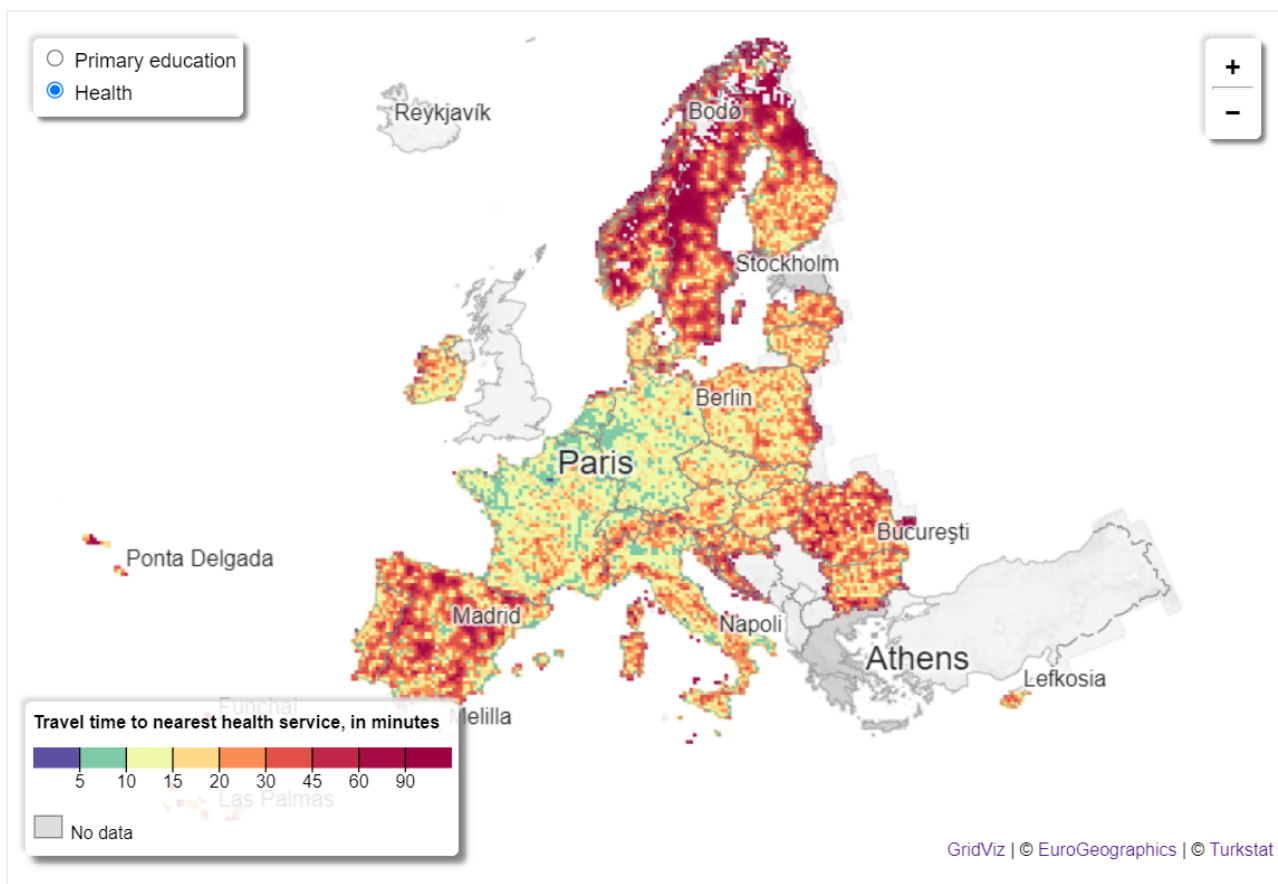 Primary education
Health
+
−
Reykjavík
Bodø
Stockholm
Berlin
Paris
Bucureşti
Ponta Delgada
Madrid
Napoli
Athens
Lefkosia
Funchal
Melilla
Travel time to nearest health service, in minutes
5 10 15 20 30 45 60 90
Las Palmas
No data
GridViz | © EuroGeographics | © Turkstat